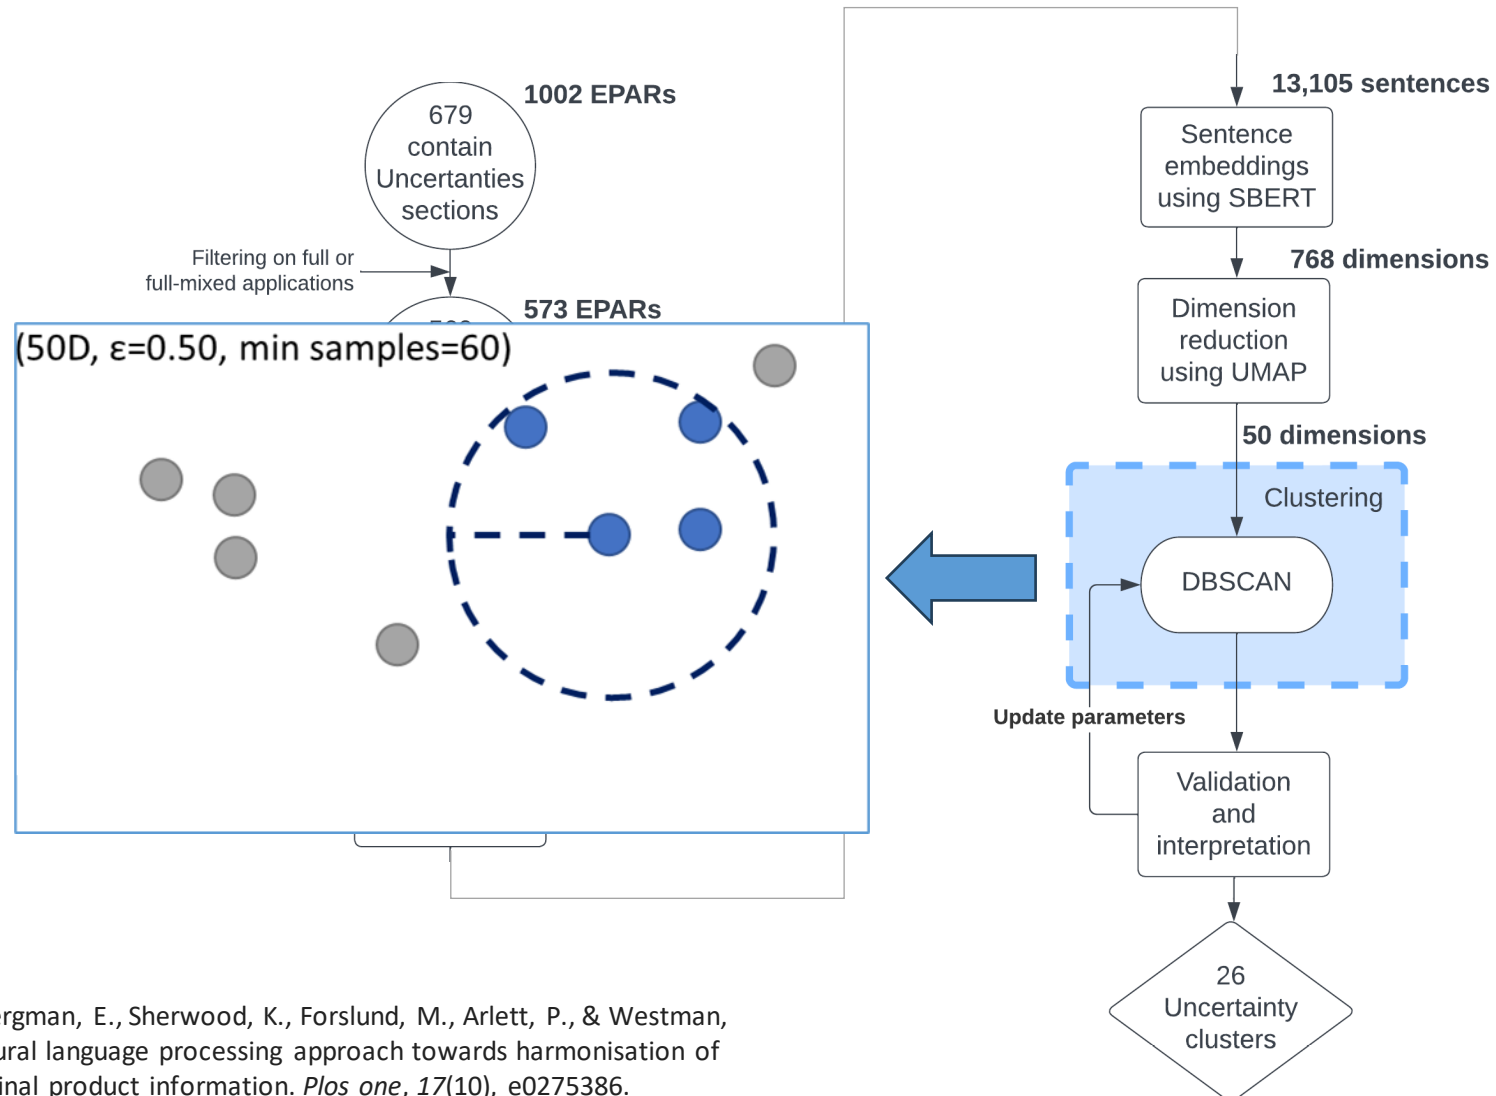 1002 EPARs
679
contain
Uncertanties
sections
Filtering on full or
full-mixed applications
573 EPARs
(50D, ε=0.50, min samples=60)
13,105 sentences
Sentence
embeddings
using SBERT
768 dimensions
Dimension
reduction
using UMAP
50 dimensions
Clustering
DBSCAN
Update parameters
Validation
and
interpretation
26
Uncertainty
clusters
ergman, E., Sherwood, K., Forslund, M., Arlett, P., & Westman,
ural language processing approach towards harmonisation of
inal product information. Plos one, 17(10), e0275386.